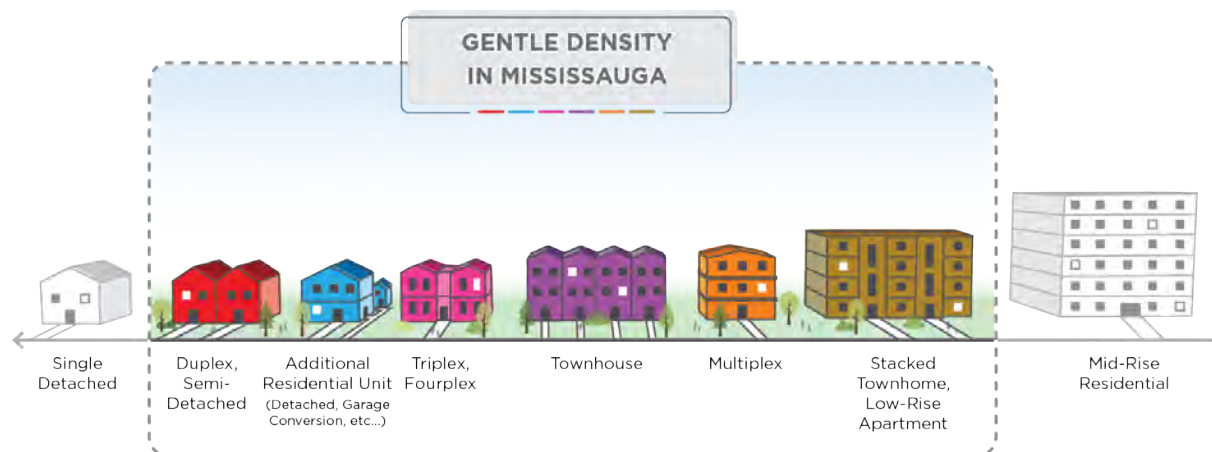 GENTLE DENSITY
IN MISSISSAUGA
Single
Detached
Duplex,
Semi-
Detached
Additional
Residential Unit
(Detached, Garage
Conversion, etc...)
Triplex,
Fourplex
Townhouse
Multiplex
Stacked
Townhome,
Low-Rise
Apartment
Mid-Rise
Residential